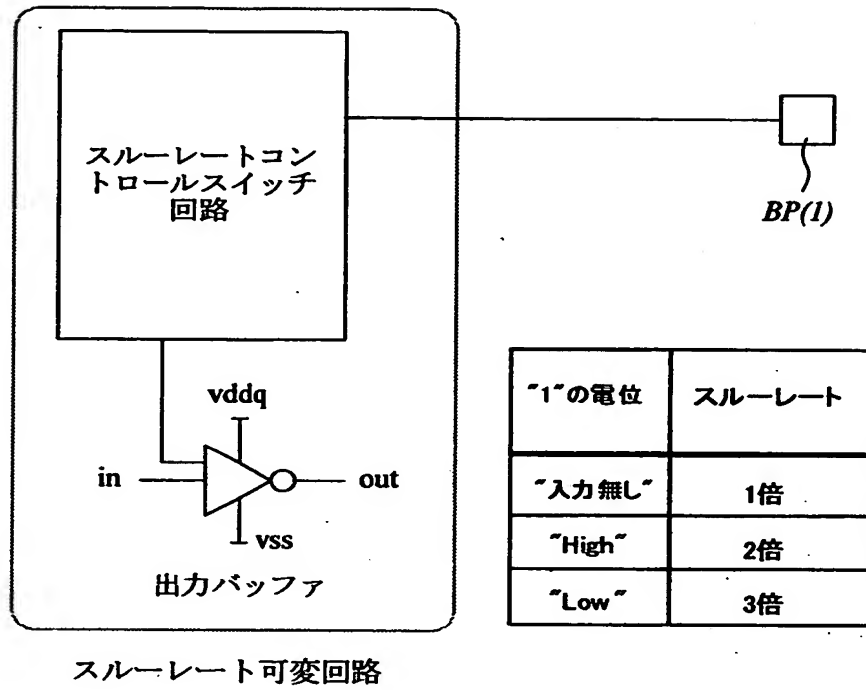 スルーレートコン
トロールスイッチ
回路
BP(1)
vddq
in
out
vss
出力バッファ
スルーレート可変回路
"1"の電位 スルーレート
"入力無し" 1倍
"High" 2倍
"Low" 3倍